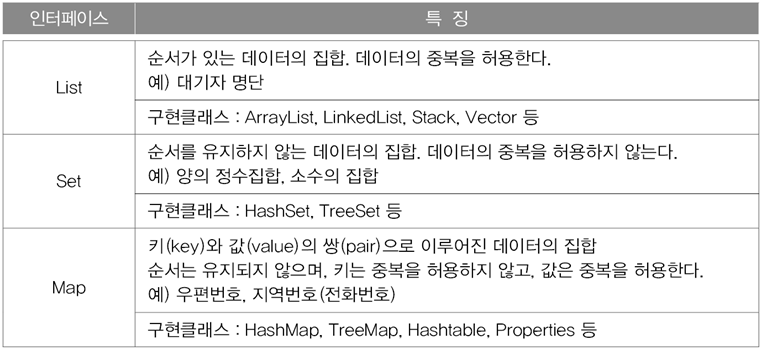 인터페이스 특 징
List
순서가 있는 데이터의 집합. 데이터의 중복을 허용한다.
예) 대기자 명단
구현클래스 : ArrayList, LinkedList, Stack, Vector 등
Set
순서를 유지하지 않는 데이터의 집합. 데이터의 중복을 허용하지 않는다.
예) 양의 정수집합, 소수의 집합
구현클래스 : HashSet, TreeSet 등
Map
키(key)와 값(value)의 쌍(pair)으로 이루어진 데이터의 집합
순서는 유지되지 않으며, 키는 중복을 허용하지 않고, 값은 중복을 허용한다.
예) 우편번호, 지역번호(전화번호)
구현클래스 : HashMap, TreeMap, Hashtable, Properties 등